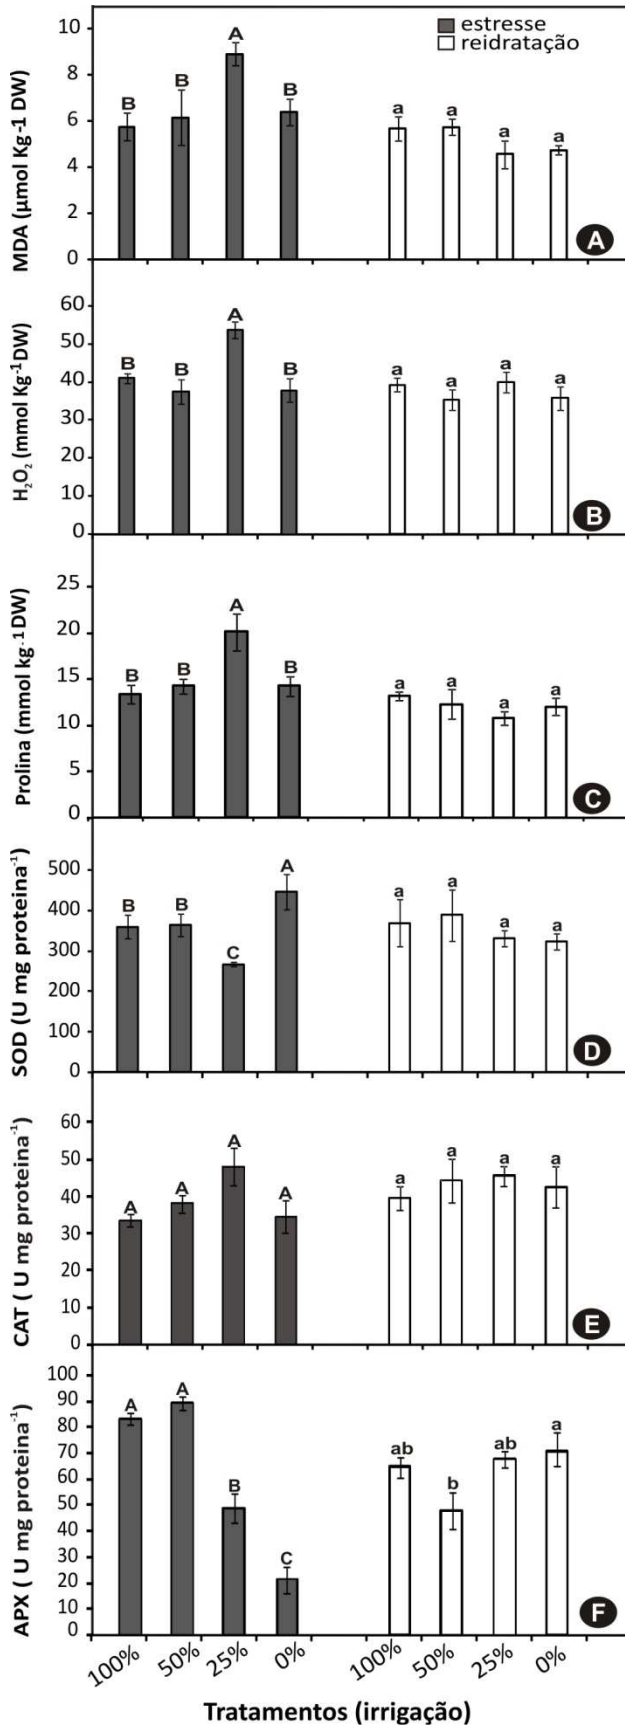 estresse
reidratação
MDA (µmol Kg-1 DW)
10
8
6
4
2
0
B
B
A
B
a
a
a
a
A
H₂O₂ (mmol Kg⁻¹DW)
60
50
40
30
20
10
0
B
B
A
B
a
a
a
a
B
Prolina (mmol kg-1DW)
25
20
15
10
5
0
B
B
A
B
a
a
a
a
C
SOD (U mg proteina⁻¹)
500
400
300
200
100
0
B
B
C
A
a
a
a
a
D
CAT ( U mg proteina⁻¹)
60
50
40
30
20
10
0
A
A
A
A
a
a
a
a
E
APX ( U mg proteina⁻¹)
100
90
80
70
60
50
40
30
20
10
0
A
A
B
C
ab
b
ab
a
F
100%
50%
25%
0%
100%
50%
25%
0%
Tratamentos (irrigação)